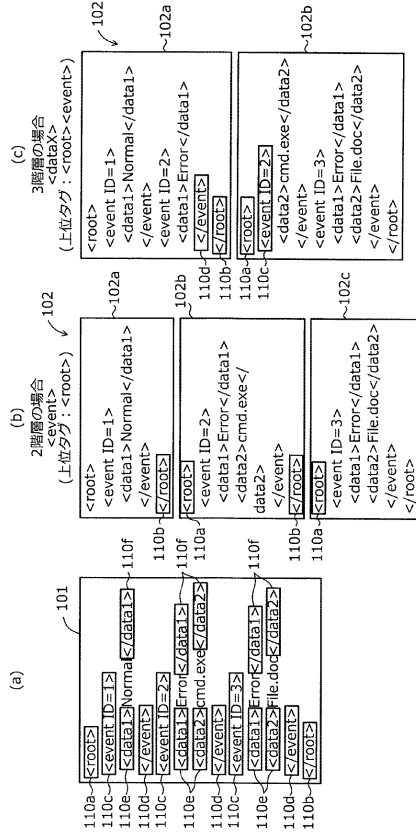 (a)
101
110a
<root>
110c
<event ID=1>
110f
110e
<data1>Normal</data1>
110d
</event>
110c
<event ID=2>
110f
110e
<data1>Error</data1>
<data2>cmd.exe</data2>
110d
</event>
110c
<event ID=3>
110f
110e
<data1>Error</data1>
<data2>File.doc</data2>
110d
</event>
110b
</root>
(b)
2階層の場合
<event>
(上位タグ:<root>)
102
102a
<root>
<event ID=1>
<data1>Normal</data1>
</event>
110b
</root>
102b
<root>
110a
<event ID=2>
<data1>Error</data1>
<data2>cmd.exe</
data2>
</event>
110b
</root>
102c
110a
<root>
<event ID=3>
<data1>Error</data1>
<data2>File.doc</data2>
</event>
</root>
(c)
3階層の場合
<dataX>
(上位タグ:<root><event>)
102
102a
<root>
<event ID=1>
<data1>Normal</data1>
</event>
<event ID=2>
<data1>Error</data1>
110d
</event>
110b
</root>
102b
110a
<root>
110c
<event ID=2>
<data2>cmd.exe</data2>
</event>
<event ID=3>
<data1>Error</data1>
<data2>File.doc</data2>
</event>
</root>